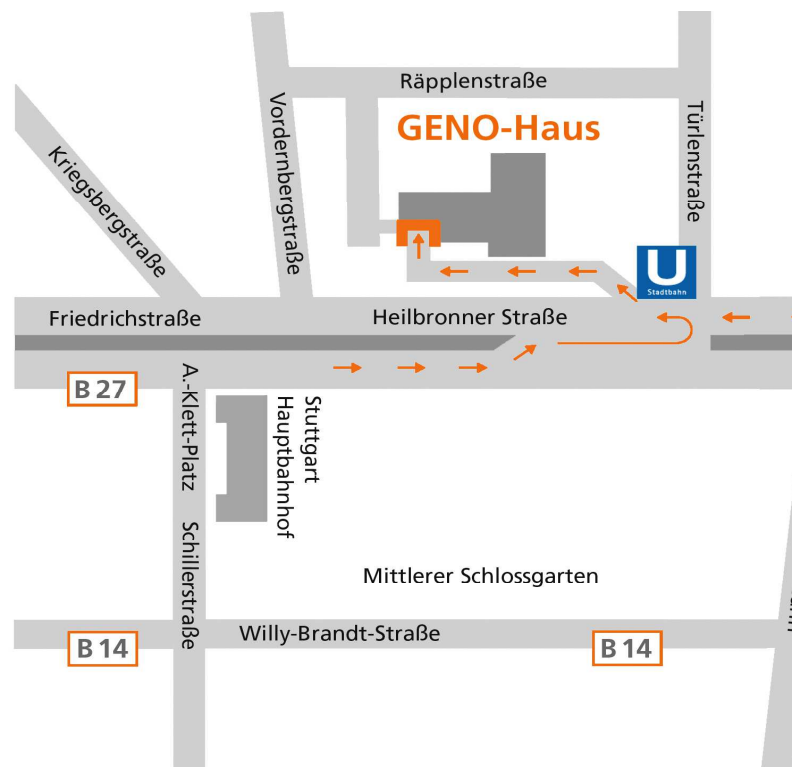 Räpplenstraße
GENO-Haus
Vordernbergstraße
Türlenstraße
Kriegsbergstraße
U
Stadtbahn
Friedrichstraße
Heilbronner Straße
B 27
A.-Klett-Platz
Stuttgart
Hauptbahnhof
Schillerstraße
Mittlerer Schlossgarten
Willy-Brandt-Straße
B 14
B 14